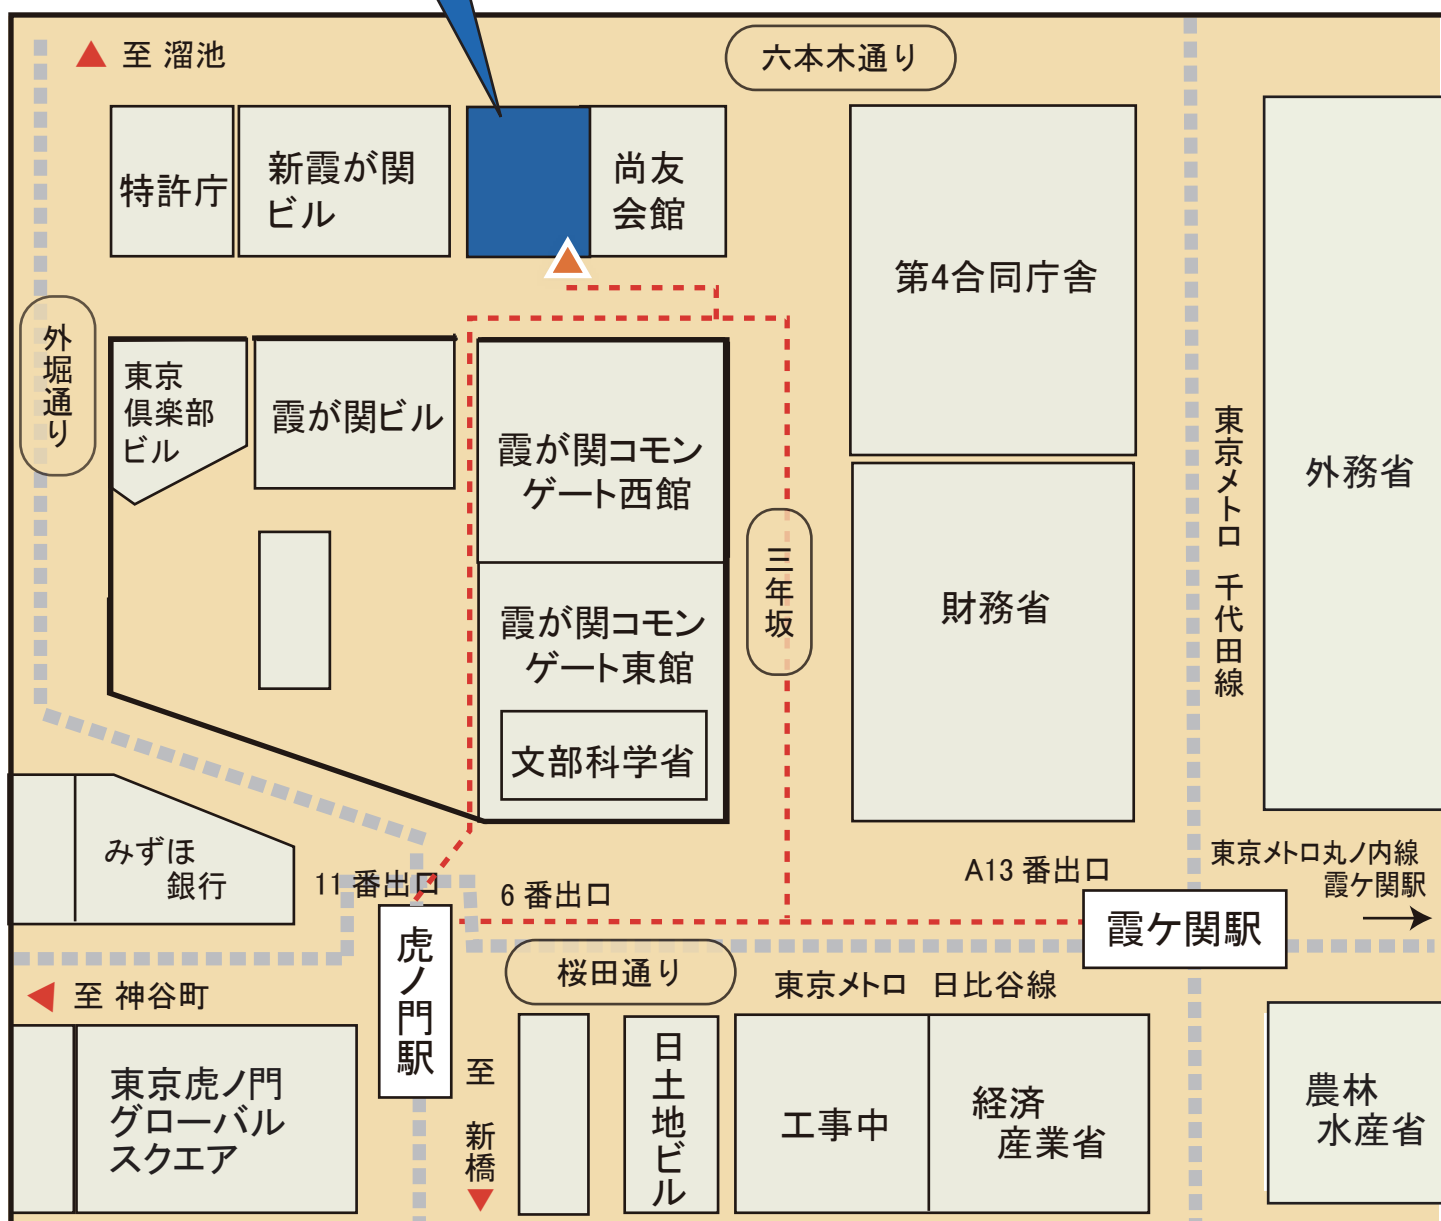 至 溜池
六本木通り
特許庁
新霞が関
ビル
尚友
会館
第4合同庁舎
外堀通り
東京
倶楽部
ビル
霞が関ビル
霞が関コモン
ゲート西館
三年坂
東京メトロ 千代田線
外務省
霞が関コモン
ゲート東館
財務省
文部科学省
みずほ
銀行
11 番出口
6 番出口
A13 番出口
東京メトロ丸ノ内線
霞ケ関駅
虎ノ門駅
霞ケ関駅
桜田通り
東京メトロ 日比谷線
至 神谷町
至 新橋
東京虎ノ門
グローバル
スクエア
日土地ビル
工事中
経済
産業省
農林
水産省